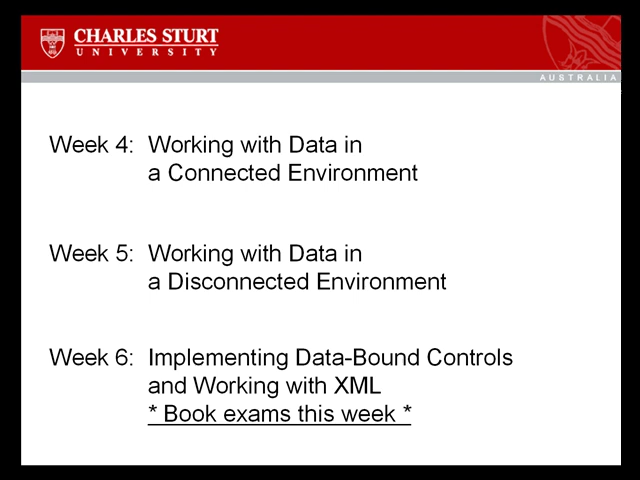 CHARLES STURT
UNIVERSITY
AUSTRALIA
Week 4: Working with Data in
a Connected Environment
Week 5: Working with Data in
a Disconnected Environment
Week 6: Implementing Data-Bound Controls
and Working with XML
* Book exams this week *